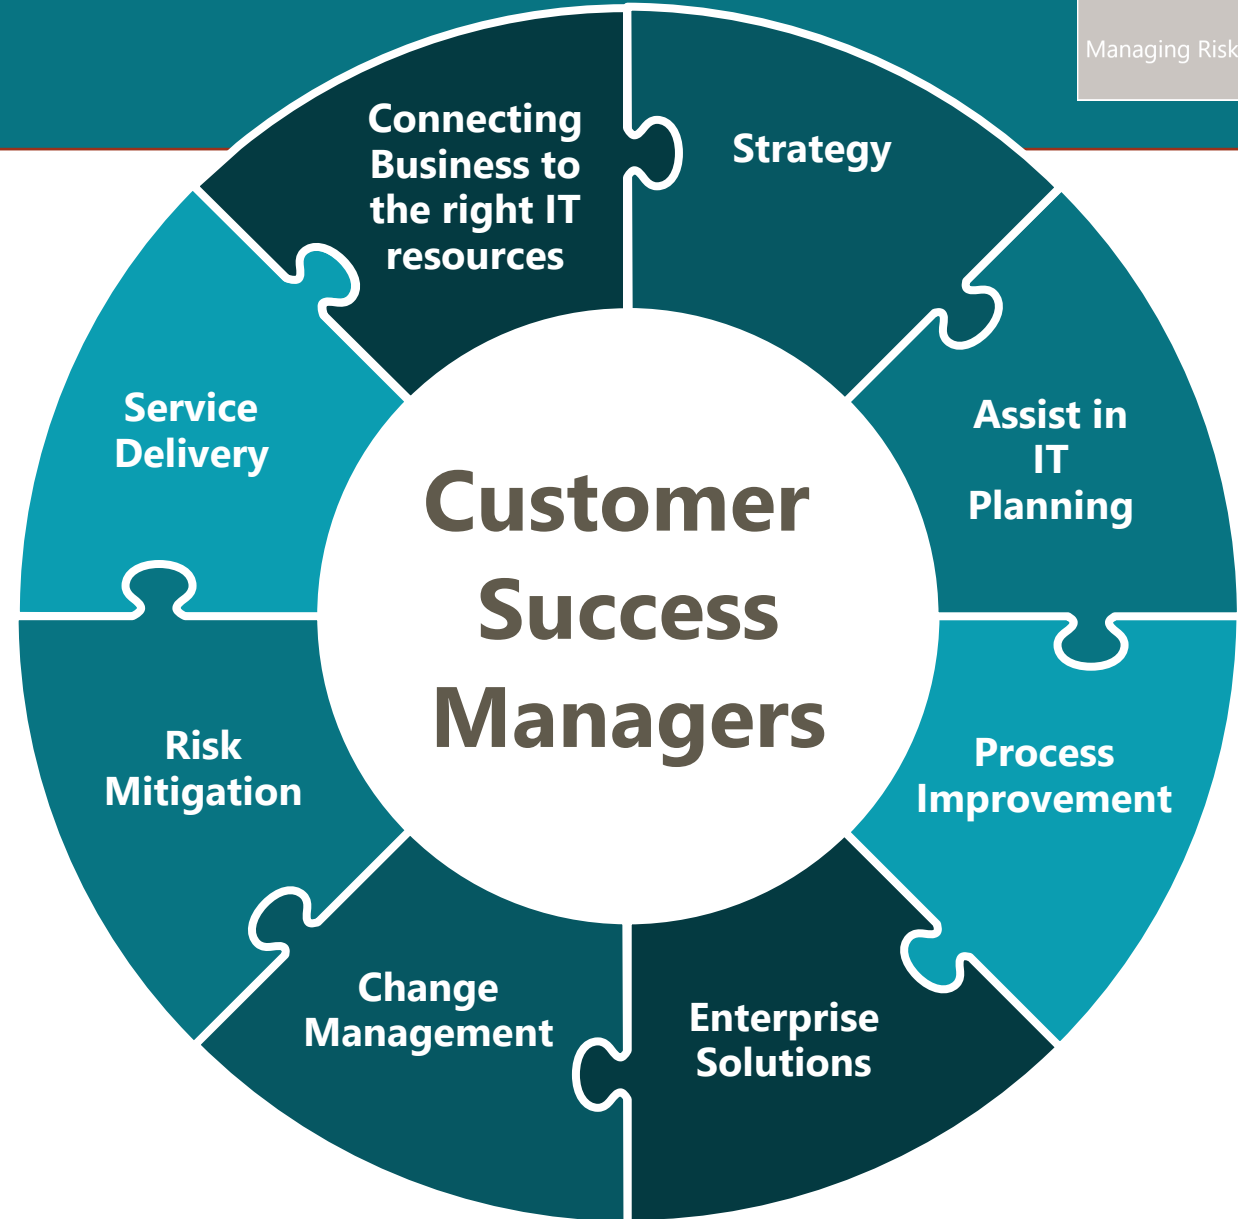 Managing Risk
Connecting
Business to
the right IT
resources
Strategy
Assist in
IT
Planning
Process
Improvement
Enterprise
Solutions
Change
Management
Risk
Mitigation
Service
Delivery
Customer
Success
Managers